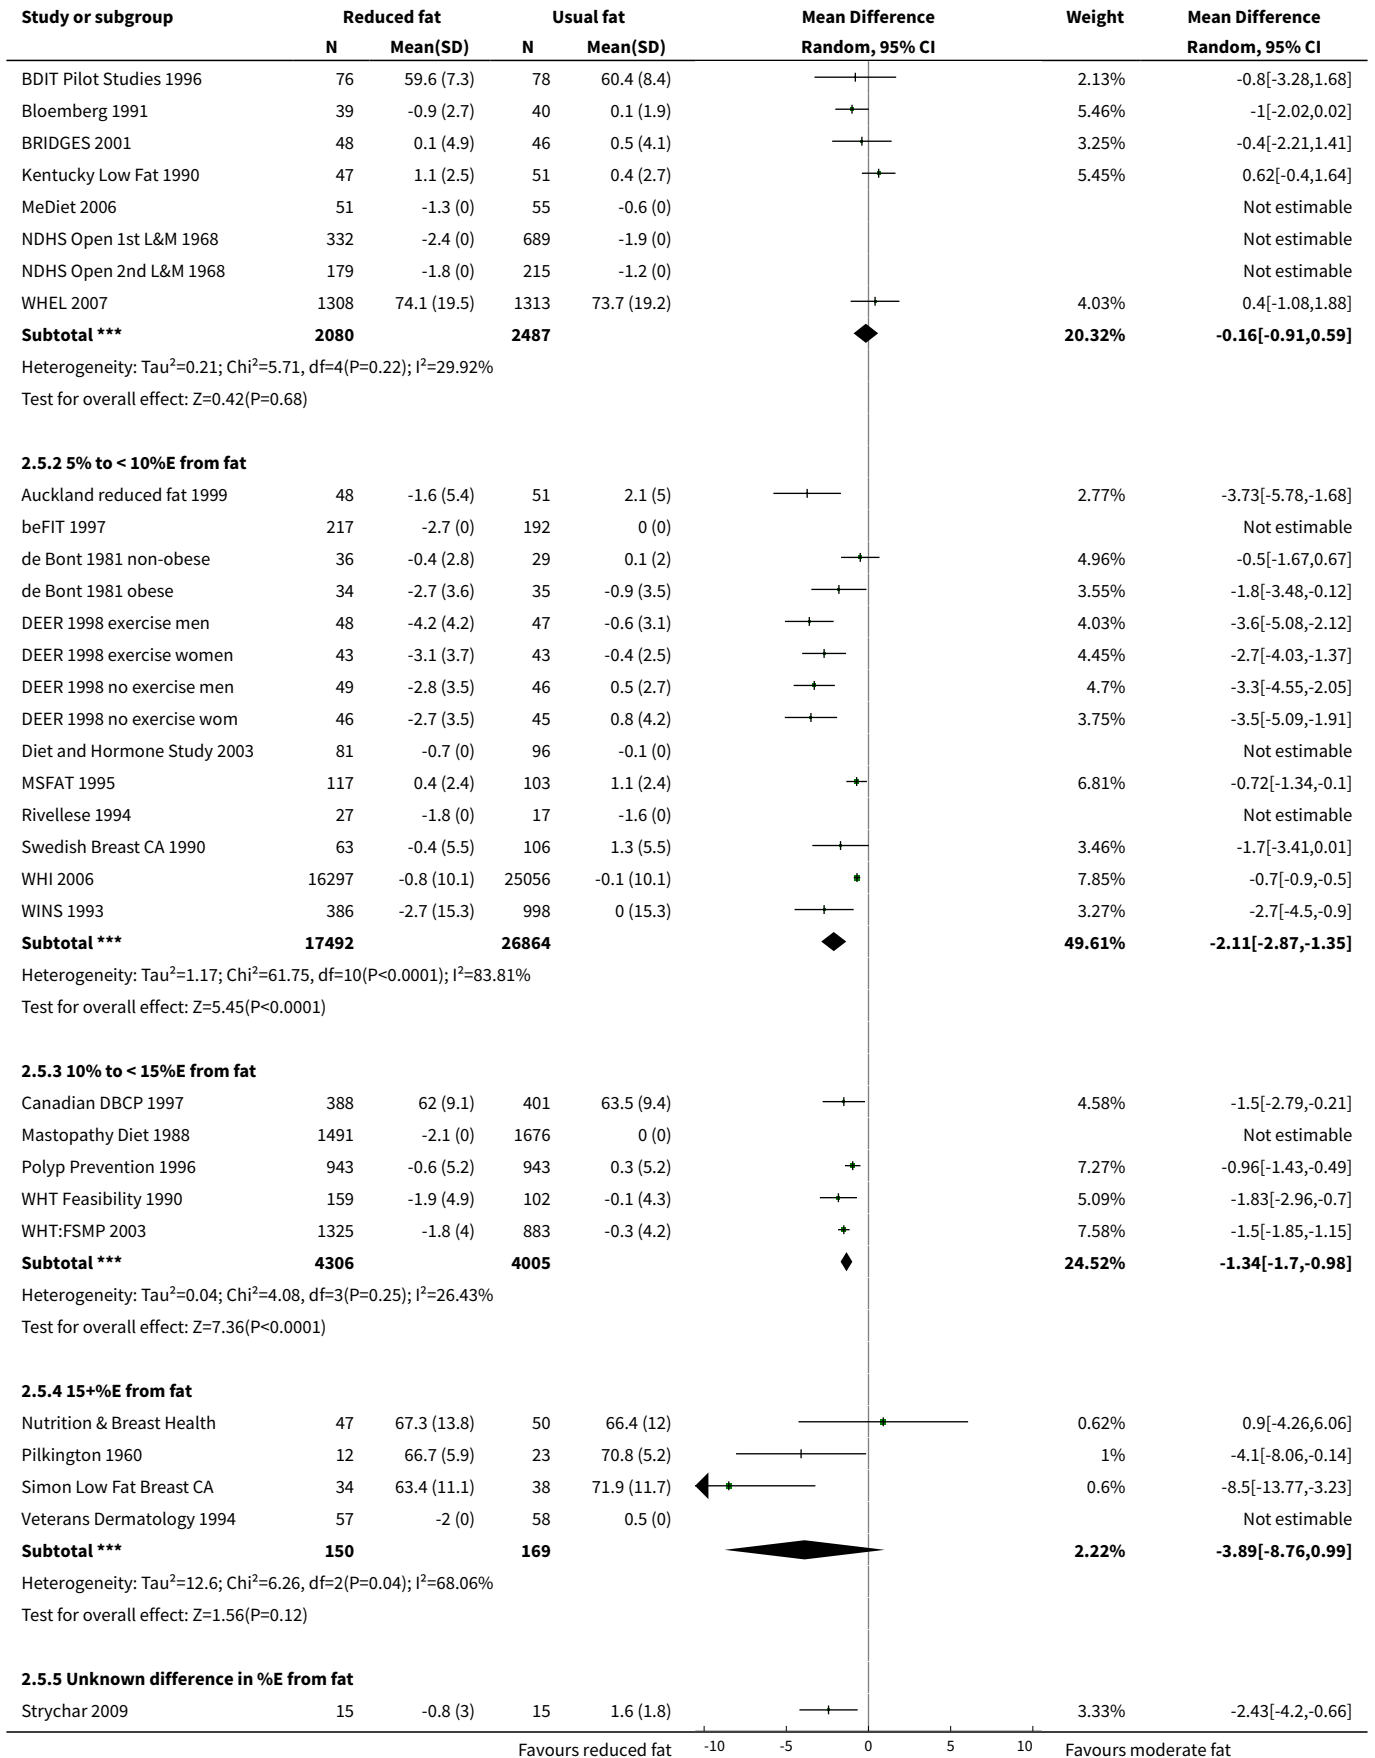 Study or subgroup Reduced fat Usual fat Mean Difference Weight Mean Difference
N Mean(SD) N Mean(SD) Random, 95% CI Random, 95% CI
BDIT Pilot Studies 1996 76 59.6 (7.3) 78 60.4 (8.4) 2.13% -0.8[-3.28,1.68]
Bloemberg 1991 39 -0.9 (2.7) 40 0.1 (1.9) 5.46% -1[-2.02,0.02]
BRIDGES 2001 48 0.1 (4.9) 46 0.5 (4.1) 3.25% -0.4[-2.21,1.41]
Kentucky Low Fat 1990 47 1.1 (2.5) 51 0.4 (2.7) 5.45% 0.62[-0.4,1.64]
MeDiet 2006 51 -1.3 (0) 55 -0.6 (0) Not estimable
NDHS Open 1st L&M 1968 332 -2.4 (0) 689 -1.9 (0) Not estimable
NDHS Open 2nd L&M 1968 179 -1.8 (0) 215 -1.2 (0) Not estimable
WHEL 2007 1308 74.1 (19.5) 1313 73.7 (19.2) 4.03% 0.4[-1.08,1.88]
Subtotal *** 2080 2487 20.32% -0.16[-0.91,0.59]
Heterogeneity: Tau²=0.21; Chi²=5.71, df=4(P=0.22); I²=29.92%
Test for overall effect: Z=0.42(P=0.68)
2.5.2 5% to < 10%E from fat
Auckland reduced fat 1999 48 -1.6 (5.4) 51 2.1 (5) 2.77% -3.73[-5.78,-1.68]
beFIT 1997 217 -2.7 (0) 192 0 (0) Not estimable
de Bont 1981 non-obese 36 -0.4 (2.8) 29 0.1 (2) 4.96% -0.5[-1.67,0.67]
de Bont 1981 obese 34 -2.7 (3.6) 35 -0.9 (3.5) 3.55% -1.8[-3.48,-0.12]
DEER 1998 exercise men 48 -4.2 (4.2) 47 -0.6 (3.1) 4.03% -3.6[-5.08,-2.12]
DEER 1998 exercise women 43 -3.1 (3.7) 43 -0.4 (2.5) 4.45% -2.7[-4.03,-1.37]
DEER 1998 no exercise men 49 -2.8 (3.5) 46 0.5 (2.7) 4.7% -3.3[-4.55,-2.05]
DEER 1998 no exercise wom 46 -2.7 (3.5) 45 0.8 (4.2) 3.75% -3.5[-5.09,-1.91]
Diet and Hormone Study 2003 81 -0.7 (0) 96 -0.1 (0) Not estimable
MSFAT 1995 117 0.4 (2.4) 103 1.1 (2.4) 6.81% -0.72[-1.34,-0.1]
Rivellese 1994 27 -1.8 (0) 17 -1.6 (0) Not estimable
Swedish Breast CA 1990 63 -0.4 (5.5) 106 1.3 (5.5) 3.46% -1.7[-3.41,0.01]
WHI 2006 16297 -0.8 (10.1) 25056 -0.1 (10.1) 7.85% -0.7[-0.9,-0.5]
WINS 1993 386 -2.7 (15.3) 998 0 (15.3) 3.27% -2.7[-4.5,-0.9]
Subtotal *** 17492 26864 49.61% -2.11[-2.87,-1.35]
Heterogeneity: Tau²=1.17; Chi²=61.75, df=10(P<0.0001); I²=83.81%
Test for overall effect: Z=5.45(P<0.0001)
2.5.3 10% to < 15%E from fat
Canadian DBCP 1997 388 62 (9.1) 401 63.5 (9.4) 4.58% -1.5[-2.79,-0.21]
Mastopathy Diet 1988 1491 -2.1 (0) 1676 0 (0) Not estimable
Polyp Prevention 1996 943 -0.6 (5.2) 943 0.3 (5.2) 7.27% -0.96[-1.43,-0.49]
WHT Feasibility 1990 159 -1.9 (4.9) 102 -0.1 (4.3) 5.09% -1.83[-2.96,-0.7]
WHT:FSMP 2003 1325 -1.8 (4) 883 -0.3 (4.2) 7.58% -1.5[-1.85,-1.15]
Subtotal *** 4306 4005 24.52% -1.34[-1.7,-0.98]
Heterogeneity: Tau²=0.04; Chi²=4.08, df=3(P=0.25); I²=26.43%
Test for overall effect: Z=7.36(P<0.0001)
2.5.4 15+%E from fat
Nutrition & Breast Health 47 67.3 (13.8) 50 66.4 (12) 0.62% 0.9[-4.26,6.06]
Pilkington 1960 12 66.7 (5.9) 23 70.8 (5.2) 1% -4.1[-8.06,-0.14]
Simon Low Fat Breast CA 34 63.4 (11.1) 38 71.9 (11.7) 0.6% -8.5[-13.77,-3.23]
Veterans Dermatology 1994 57 -2 (0) 58 0.5 (0) Not estimable
Subtotal *** 150 169 2.22% -3.89[-8.76,0.99]
Heterogeneity: Tau²=12.6; Chi²=6.26, df=2(P=0.04); I²=68.06%
Test for overall effect: Z=1.56(P=0.12)
2.5.5 Unknown difference in %E from fat
Strychar 2009 15 -0.8 (3) 15 1.6 (1.8) 3.33% -2.43[-4.2,-0.66]
Favours reduced fat -10 -5 0 5 10 Favours moderate fat